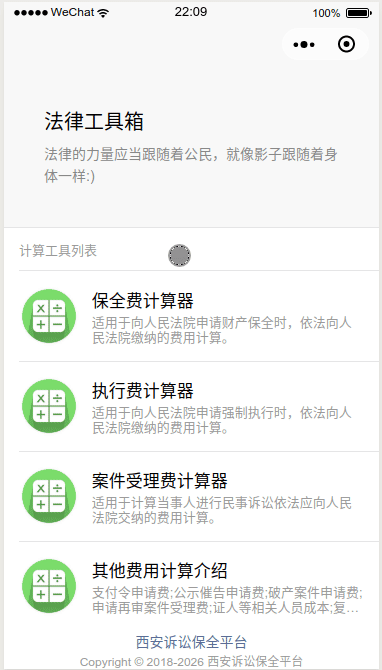 WeChat 22:09 100%
法律工具箱
法律的力量应当跟随着公民，就像影子跟随着身
体一样:)
计算工具列表
保全费计算器
适用于向人民法院申请财产保全时，依法向人
民法院缴纳的费用计算。
执行费计算器
适用于向人民法院申请强制执行时，依法向人
民法院缴纳的费用计算。
案件受理费计算器
适用于计算当事人进行民事诉讼依法应向人民
法院交纳的费用计算。
其他费用计算介绍
支付令申请费;公示催告申请费;破产案件申请费;
申请再审案件受理费;证人等相关人员成本;复…
西安诉讼保全平台
Copyright © 2018-2026 西安诉讼保全平台